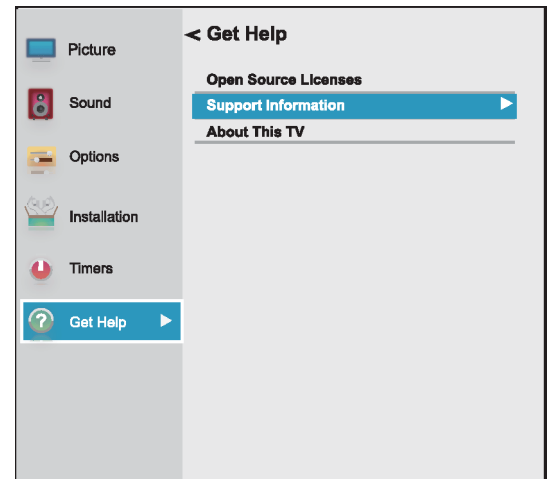 Picture
Sound
Options
Installation
Timers
Get Help
< Get Help
Open Source Licenses
Support Information
About This TV